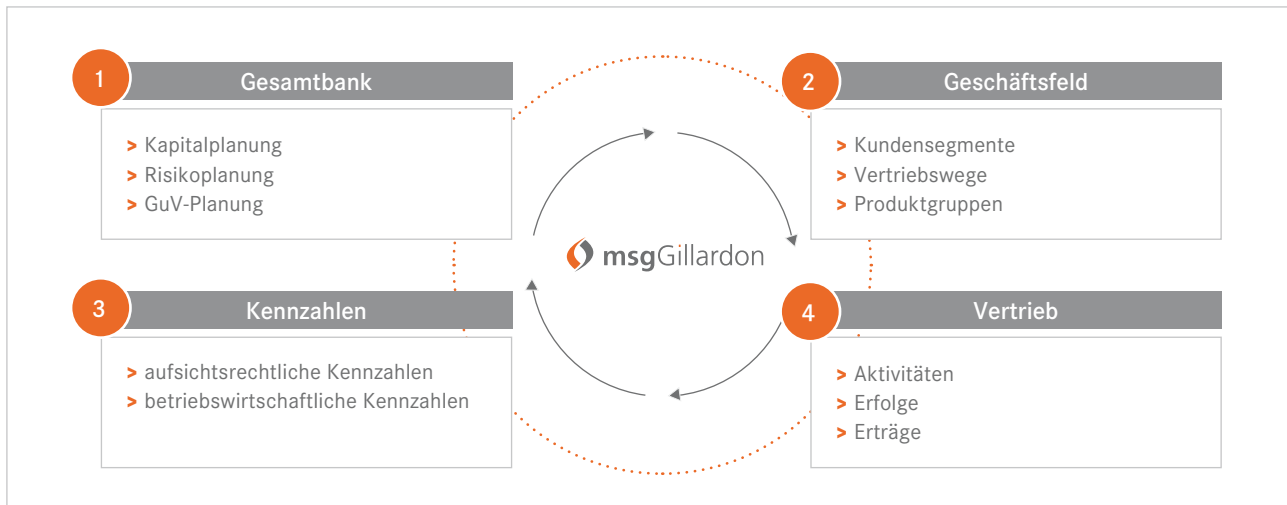 1
Gesamtbank
> Kapitalplanung
> Risikoplanung
> GuV-Planung
2
Geschäftsfeld
> Kundensegmente
> Vertriebswege
> Produktgruppen
msgGillardon
3
Kennzahlen
> aufsichtsrechtliche Kennzahlen
> betriebswirtschaftliche Kennzahlen
4
Vertrieb
> Aktivitäten
> Erfolge
> Erträge